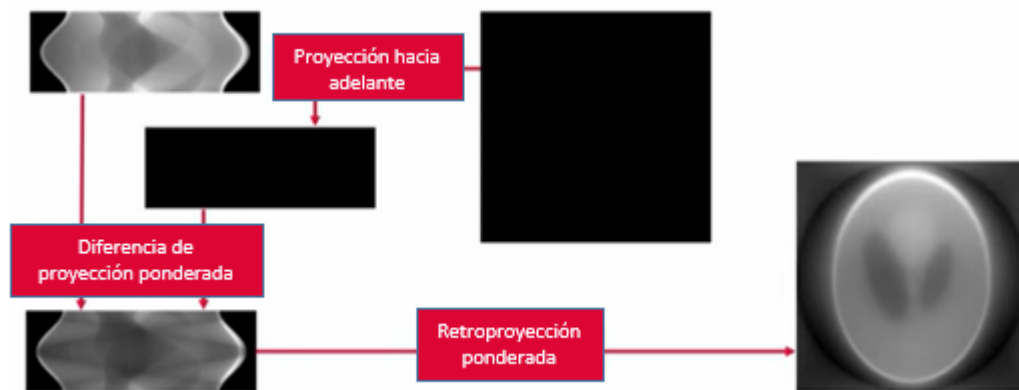 Proyección hacia
adelante
Diferencia de
proyección ponderada
Retroproyección
ponderada